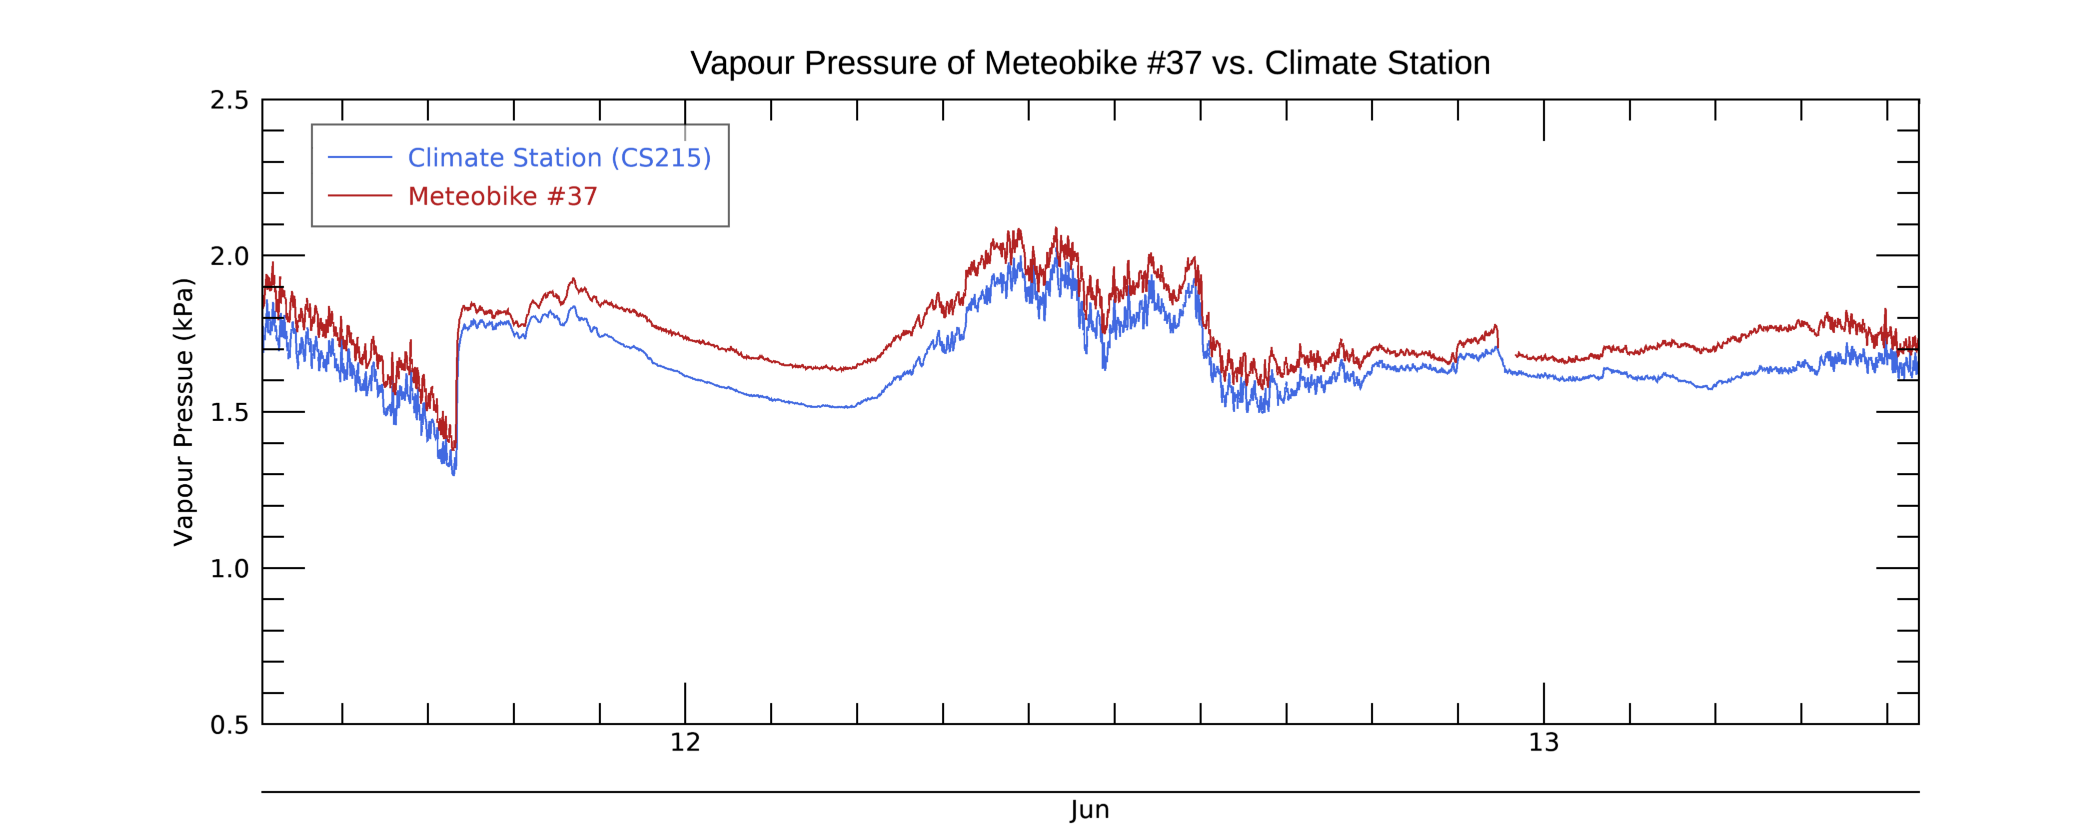 Vapour Pressure of Meteobike #37 vs. Climate Station
2.5
Climate Station (CS215)
Meteobike #37
2.0
1.5
1.0
0.5
Vapour Pressue (kPa)
12
13
Jun